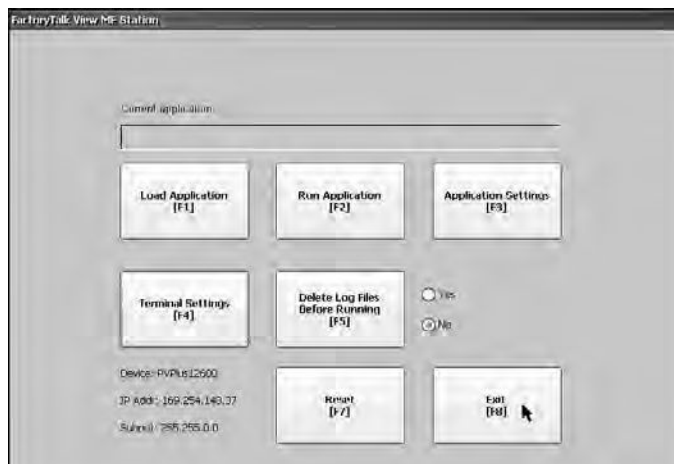 FactoryTalk View ME Station
Current application:
Load Application
[F1]
Run Application
[F2]
Application Settings
[F3]
Terminal Settings
[F4]
Delete Log Files
Before Running
[F5]
Yes
No
Device: PVPlus12600
IP Addr: 169.254.143.37
Subnet: 255.255.0.0
Reset
[F7]
Exit
[F8]